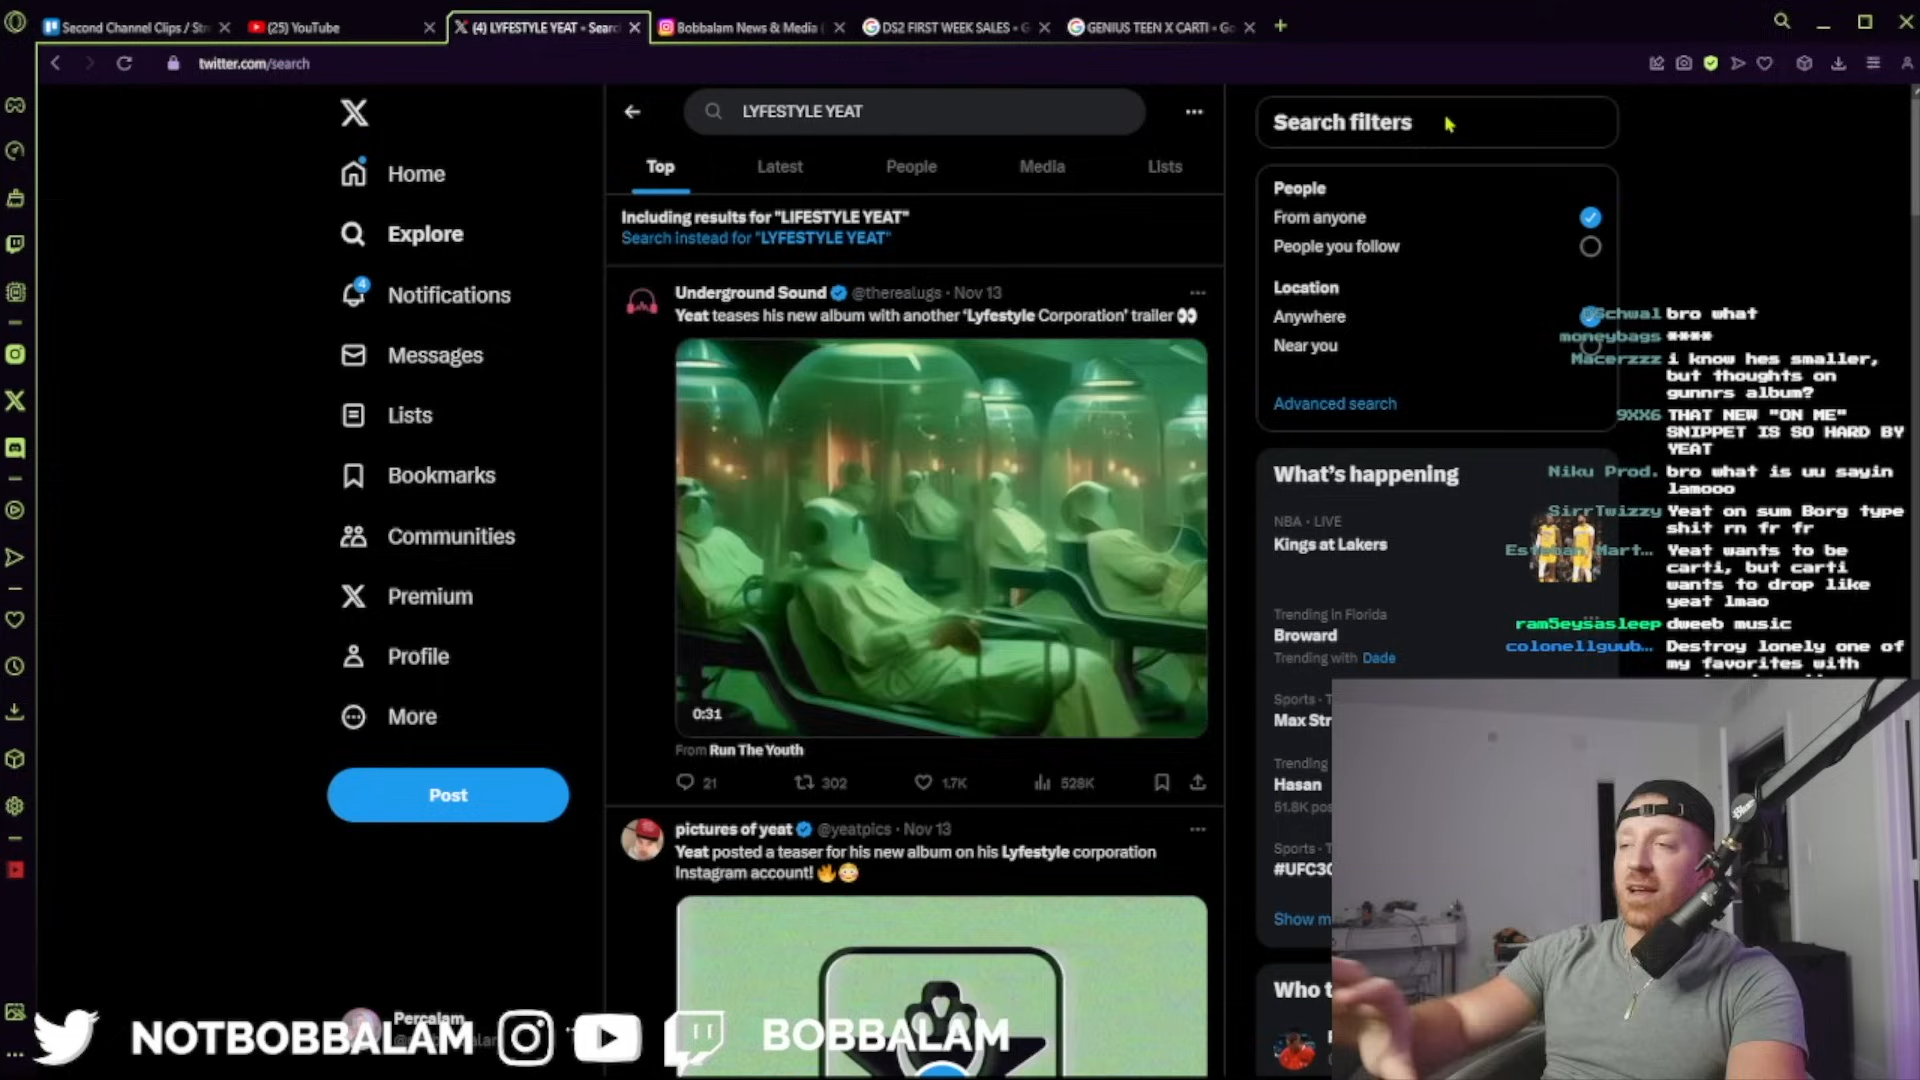 Second Channel Clips / St
(25) YouTube
(4) LYFESTYLE YEAT - Searc
Bobbalam News & Media
DS2 FIRST WEEK SALES - G
GENIUS TEEN X CARTI - Go
twitter.com/search
Home
Explore
4
Notifications
Messages
Lists
Bookmarks
Communities
Premium
Profile
More
Post
Percalam
LYFESTYLE YEAT
Top
Latest
People
Media
Lists
Including results for "LIFESTYLE YEAT"
Search instead for "LYFESTYLE YEAT"
Underground Sound @therealugs · Nov 13
Yeat teases his new album with another 'Lyfestyle Corporation' trailer 👀
0:31
From Run The Youth
21
302
1.7K
528K
pictures of yeat @yeatpics · Nov 13
Yeat posted a teaser for his new album on his Lyfestyle corporation
Instagram account! 🔥😳
Search filters
People
From anyone
People you follow
Location
Anywhere
Near you
Advanced search
What's happening
NBA · LIVE
Kings at Lakers
Trending in Florida
Broward
Trending with Dade
Sports · T
Max Str
Trending
Hasan
51.8K pos
Sports · T
#UFC30
Show m
Who t
Schwal bro what
moneybags ****
Macerzzz i know hes smaller,
but thoughts on
gunnrs album?
9XX6 THAT NEW "ON ME"
SNIPPET IS SO HARD BY
YEAT
Niku Prod. bro what is uu sayin
lamooo
SirrTwizzy Yeat on sum Borg type
shit rn fr fr
Esteban Mart... Yeat wants to be
carti, but carti
wants to drop like
yeat lmao
ram5eysasleep dweeb music
colonellguub... Destroy lonely one of
my favorites with
NOTBOBBALAM
BOBBALAM